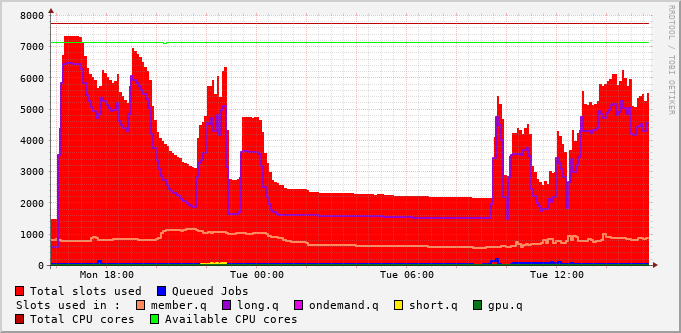 RRDTOOL / TOBI OETIKER
8000
7000
6000
5000
4000
3000
2000
1000
0
Mon 18:00 Tue 00:00 Tue 06:00 Tue 12:00
Total slots used Queued Jobs
Slots used in : member.q long.q ondemand.q short.q gpu.q
Total CPU cores Available CPU cores